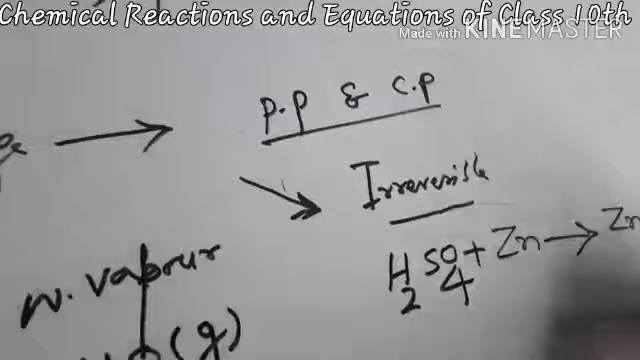 Chemical Reactions and Equations of Class 10th
Made with KINEMASTER
P.P & C.P
Irreversible
H2SO4 + Zn → Zn
W. vapour
(g)